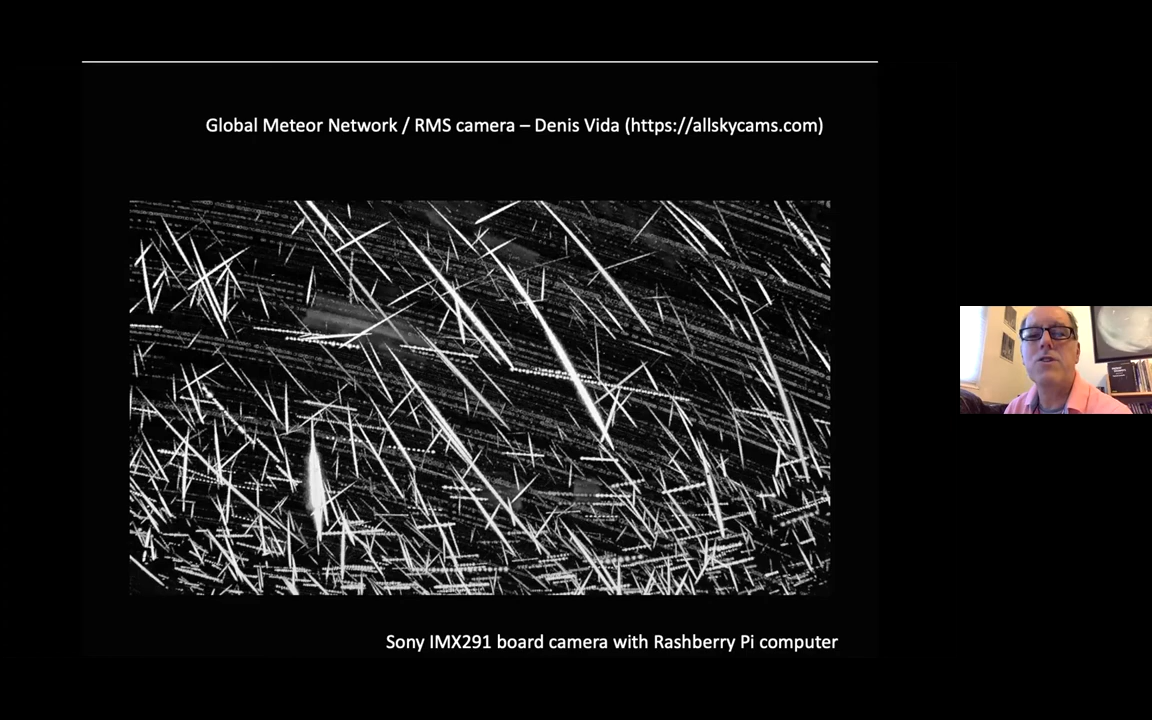 Global Meteor Network / RMS camera – Denis Vida (https://allskycams.com)
Sony IMX291 board camera with Rashberry Pi computer